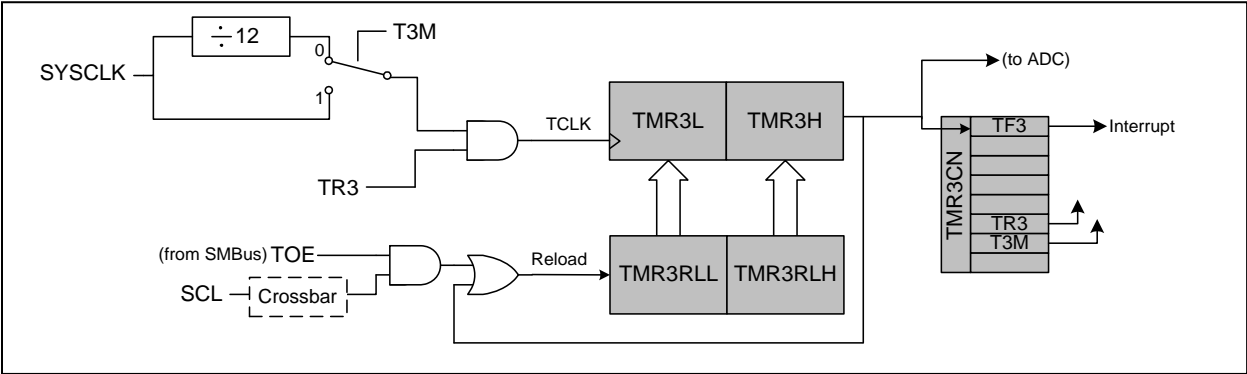 ÷ 12
T3M
0
SYSCLK
1
(to ADC)
TMR3L
TMR3H
TCLK
TF3
Interrupt
TR3
TMR3CN
TR3
T3M
(from SMBus) TOE
Reload
TMR3RLL
TMR3RLH
SCL
Crossbar